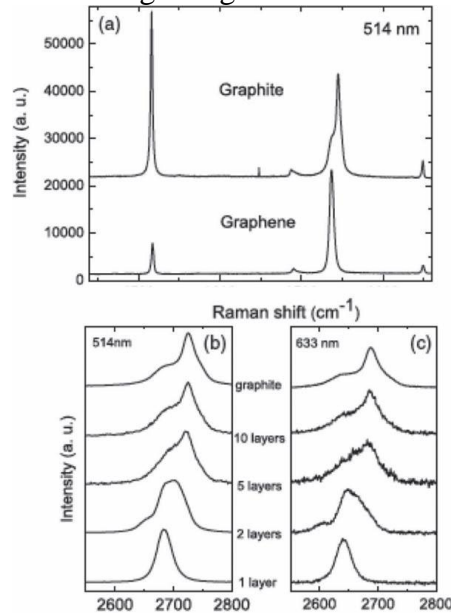 (a)
514 nm
50000
40000
30000
20000
10000
0
Intensity (a. u.)
Graphite
Graphene
Raman shift (cm-1)
514nm
(b)
633 nm
(c)
graphite
10 layers
5 layers
2 layers
1 layer
Intensity (a. u.)
2600 2700 2800
2600 2700 2800